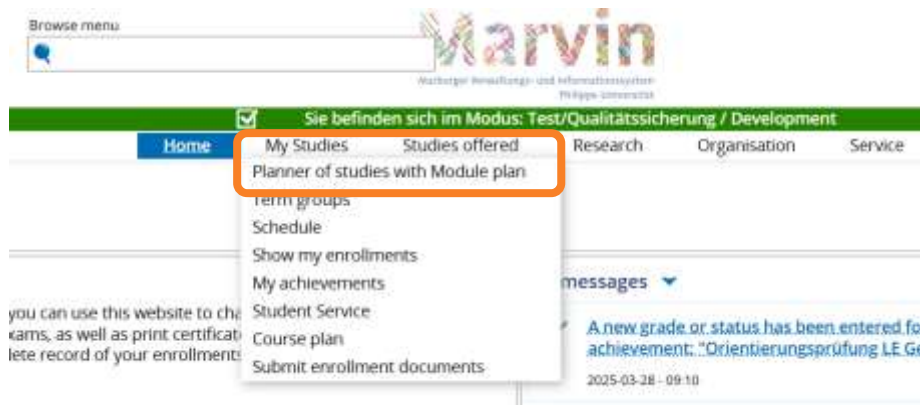 Browse menu
Marvin
Marburger Verwaltungs- und Informationssystem
Philipps-Universität
Sie befinden sich im Modus: Test/Qualitätssicherung / Development
Home My Studies Studies offered Research Organisation Service
Planner of studies with Module plan
Term groups
Schedule
Show my enrollments
My achievements
Student Service
Course plan
Submit enrollment documents
you can use this website to cha
xams, as well as print certificat
lete record of your enrollments
messages
A new grade or status has been entered fo
achievement: "Orientierungsprüfung LE Ge
2025-03-28 - 09:10